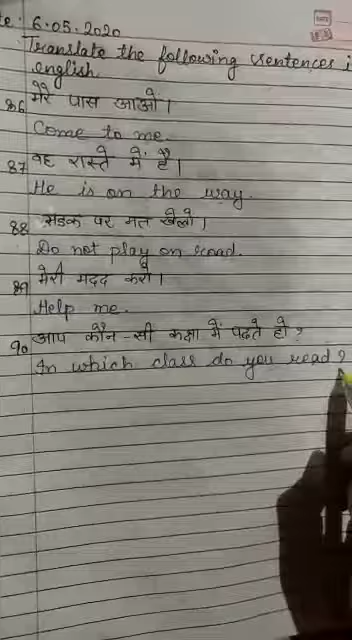 te: 6.05.2020
Translate the following sentences i
english.
86 मेरे पास आओ।
Come to me.
87 वह रास्ते में है।
He is on the way.
88 सड़क पर मत खेलो।
Do not play on road.
89 मेरी मदद करो।
Help me.
90 आप कौन-सी कक्षा में पढ़ते हो?
In which class do you read?